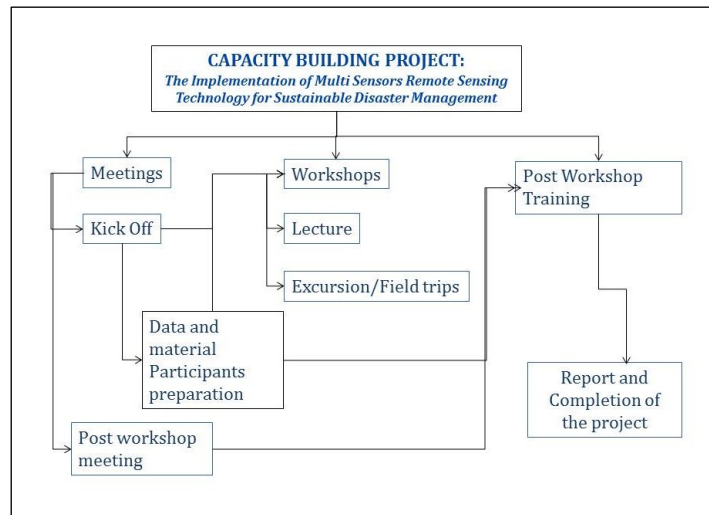 CAPACITY BUILDING PROJECT:
The Implementation of Multi Sensors Remote Sensing
Technology for Sustainable Disaster Management
Meetings
Workshops
Post Workshop
Training
Kick Off
Lecture
Excursion/Field trips
Data and
material
Participants
preparation
Report and
Completion of
the project
Post workshop
meeting